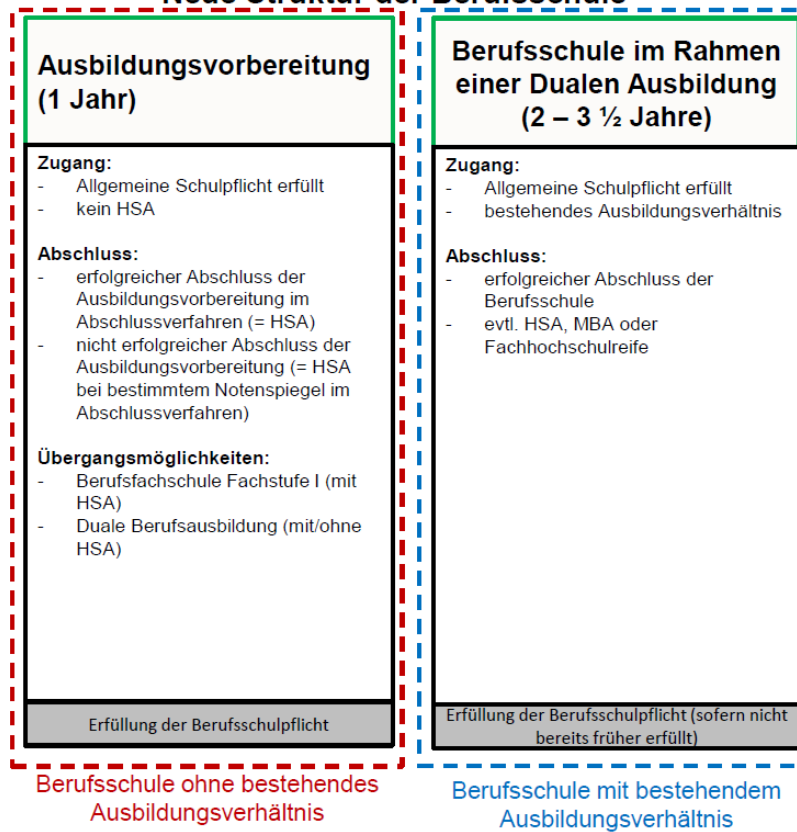 Neue Struktur der Berufsschule
Ausbildungsvorbereitung
(1 Jahr)
Zugang:
- Allgemeine Schulpflicht erfüllt
- kein HSA
Abschluss:
- erfolgreicher Abschluss der
Ausbildungsvorbereitung im
Abschlussverfahren (= HSA)
- nicht erfolgreicher Abschluss der
Ausbildungsvorbereitung (= HSA
bei bestimmtem Notenspiegel im
Abschlussverfahren)
Übergangsmöglichkeiten:
- Berufsfachschule Fachstufe I (mit
HSA)
- Duale Berufsausbildung (mit/ohne
HSA)
Erfüllung der Berufsschulpflicht
Berufsschule ohne bestehendes
Ausbildungsverhältnis
Berufsschule im Rahmen
einer Dualen Ausbildung
(2 – 3 ½ Jahre)
Zugang:
- Allgemeine Schulpflicht erfüllt
- bestehendes Ausbildungsverhältnis
Abschluss:
- erfolgreicher Abschluss der
Berufsschule
- evtl. HSA, MBA oder
Fachhochschulreife
Erfüllung der Berufsschulpflicht (sofern nicht
bereits früher erfüllt)
Berufsschule mit bestehendem
Ausbildungsverhältnis